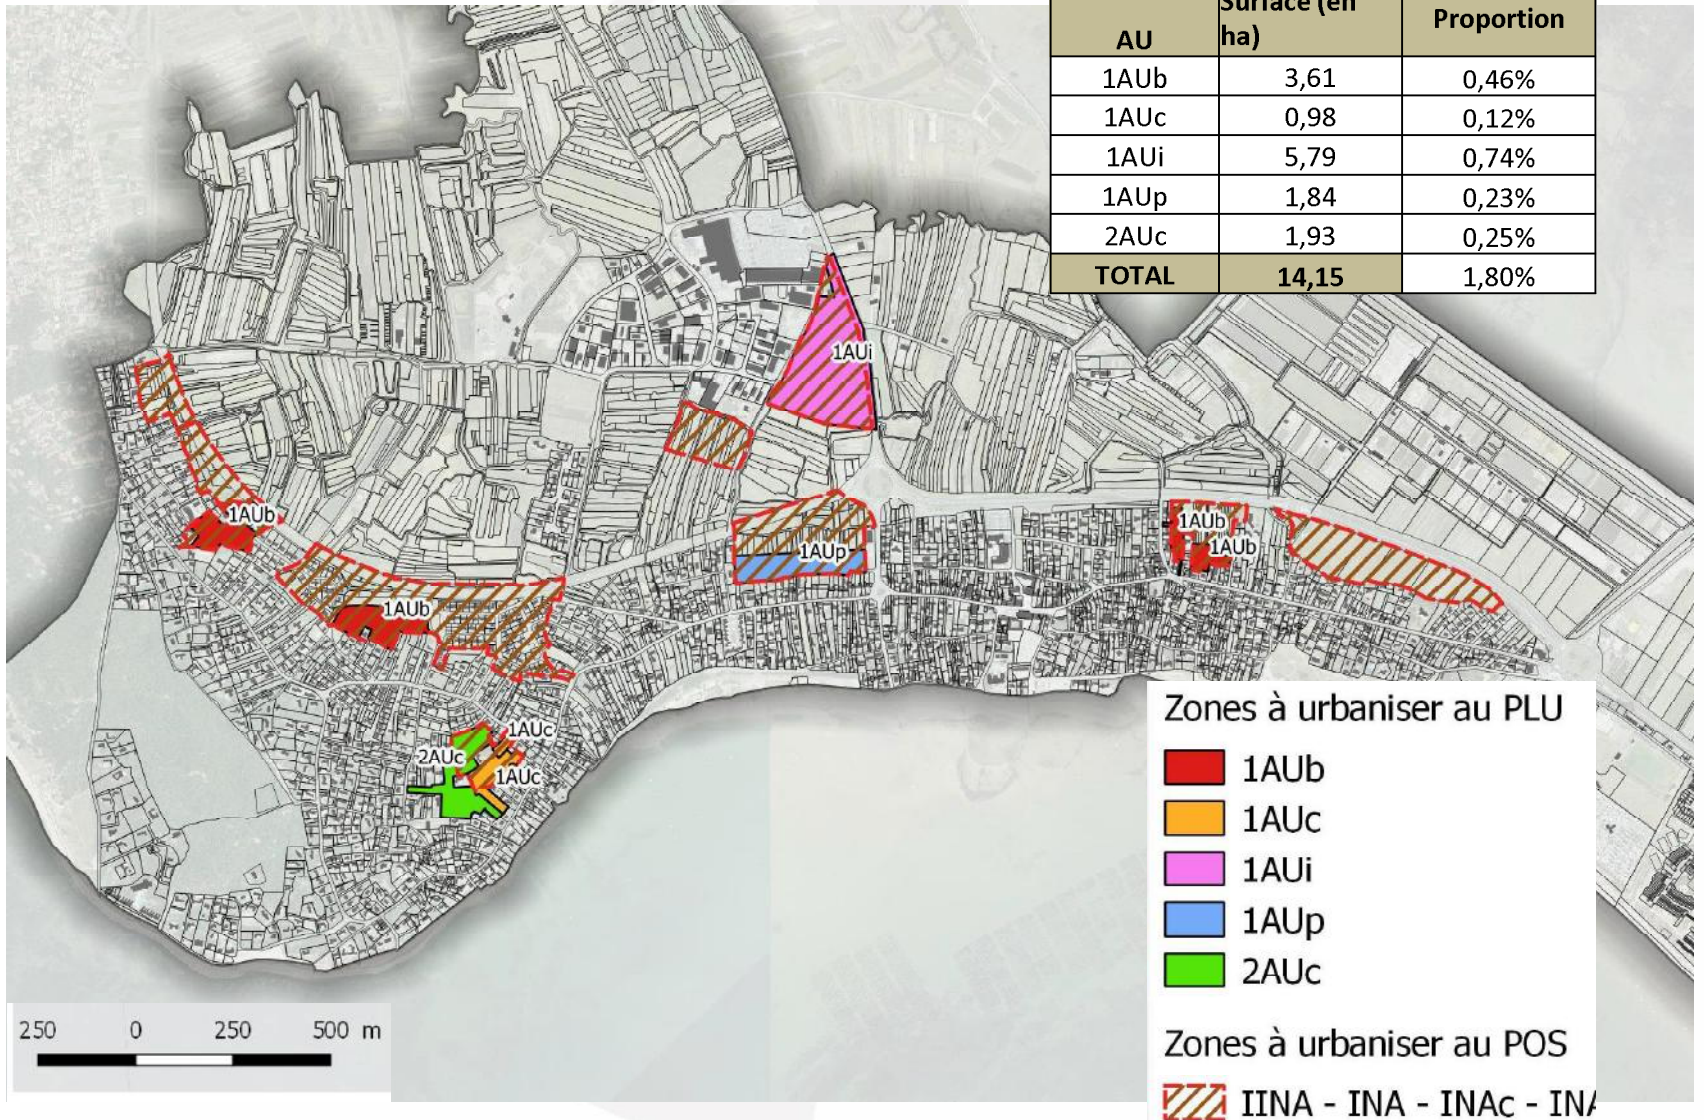 Surface (en
AU ha) Proportion
1AUb 3,61 0,46%
1AUc 0,98 0,12%
1AUi 5,79 0,74%
1AUp 1,84 0,23%
2AUc 1,93 0,25%
TOTAL 14,15 1,80%
1AUi
1AUb
1AUb
1AUb
1AUp
1AUb
1AUc
2AUc
1AUc
Zones à urbaniser au PLU
1AUb
1AUc
1AUi
1AUp
2AUc
Zones à urbaniser au POS
IINA - INA - INAc - INA
250 0 250 500 m